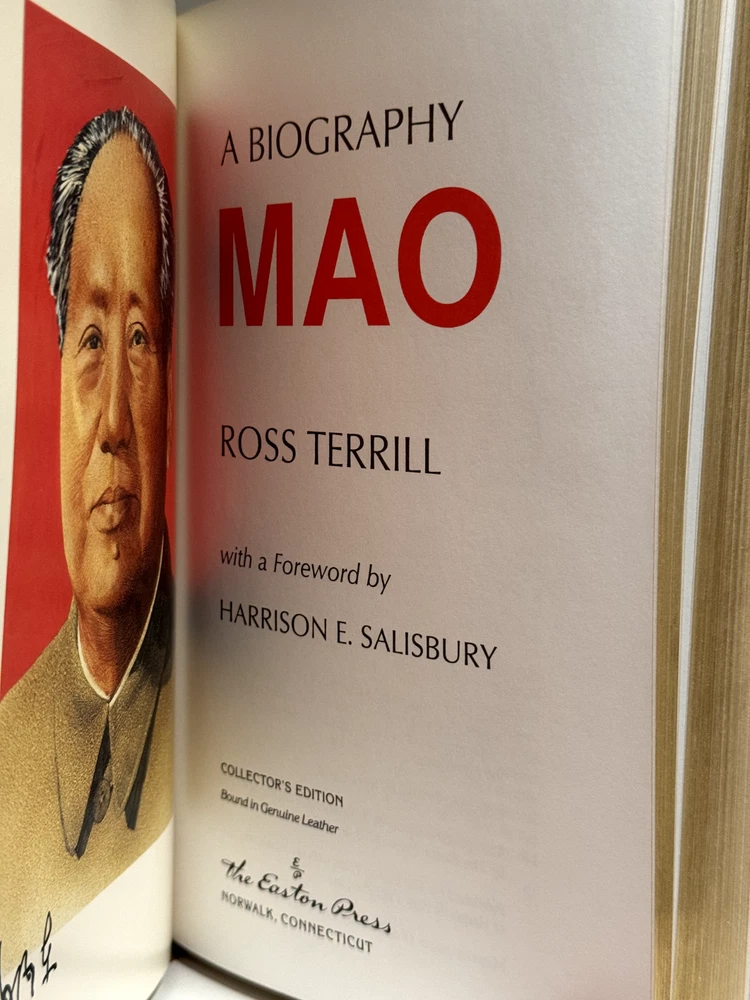 A BIOGRAPHY
MAO
ROSS TERRILL
with a Foreword by
HARRISON E. SALISBURY
COLLECTOR'S EDITION
Bound in Genuine Leather
E
P
the Easton Press
NORWALK, CONNECTICUT